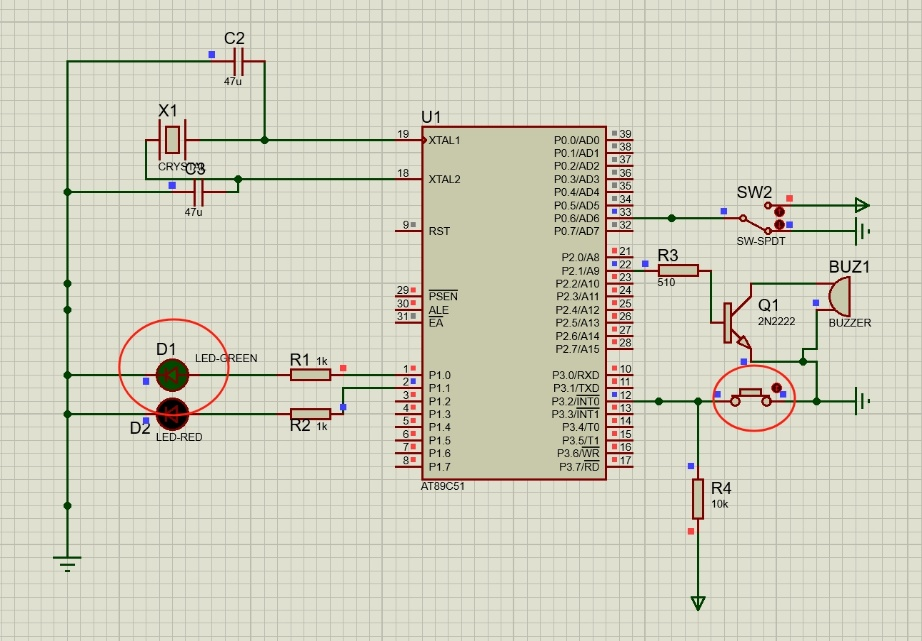 C2
47u
X1
CRYSTAL
C3
47u
U1
19
XTAL1
18
XTAL2
9
RST
29
PSEN
30
ALE
31
EA
1
P1.0
2
P1.1
3
P1.2
4
P1.3
5
P1.4
6
P1.5
7
P1.6
8
P1.7
AT89C51
P0.0/AD0
39
P0.1/AD1
38
P0.2/AD2
37
P0.3/AD3
36
P0.4/AD4
35
P0.5/AD5
34
P0.6/AD6
33
P0.7/AD7
32
P2.0/A8
21
P2.1/A9
22
P2.2/A10
23
P2.3/A11
24
P2.4/A12
25
P2.5/A13
26
P2.6/A14
27
P2.7/A15
28
P3.0/RXD
10
P3.1/TXD
11
P3.2/INT0
12
P3.3/INT1
13
P3.4/T0
14
P3.5/T1
15
P3.6/WR
16
P3.7/RD
17
D1
LED-GREEN
D2
LED-RED
R1
1k
R2
1k
SW2
SW-SPDT
R3
510
Q1
2N2222
BUZ1
BUZZER
R4
10k